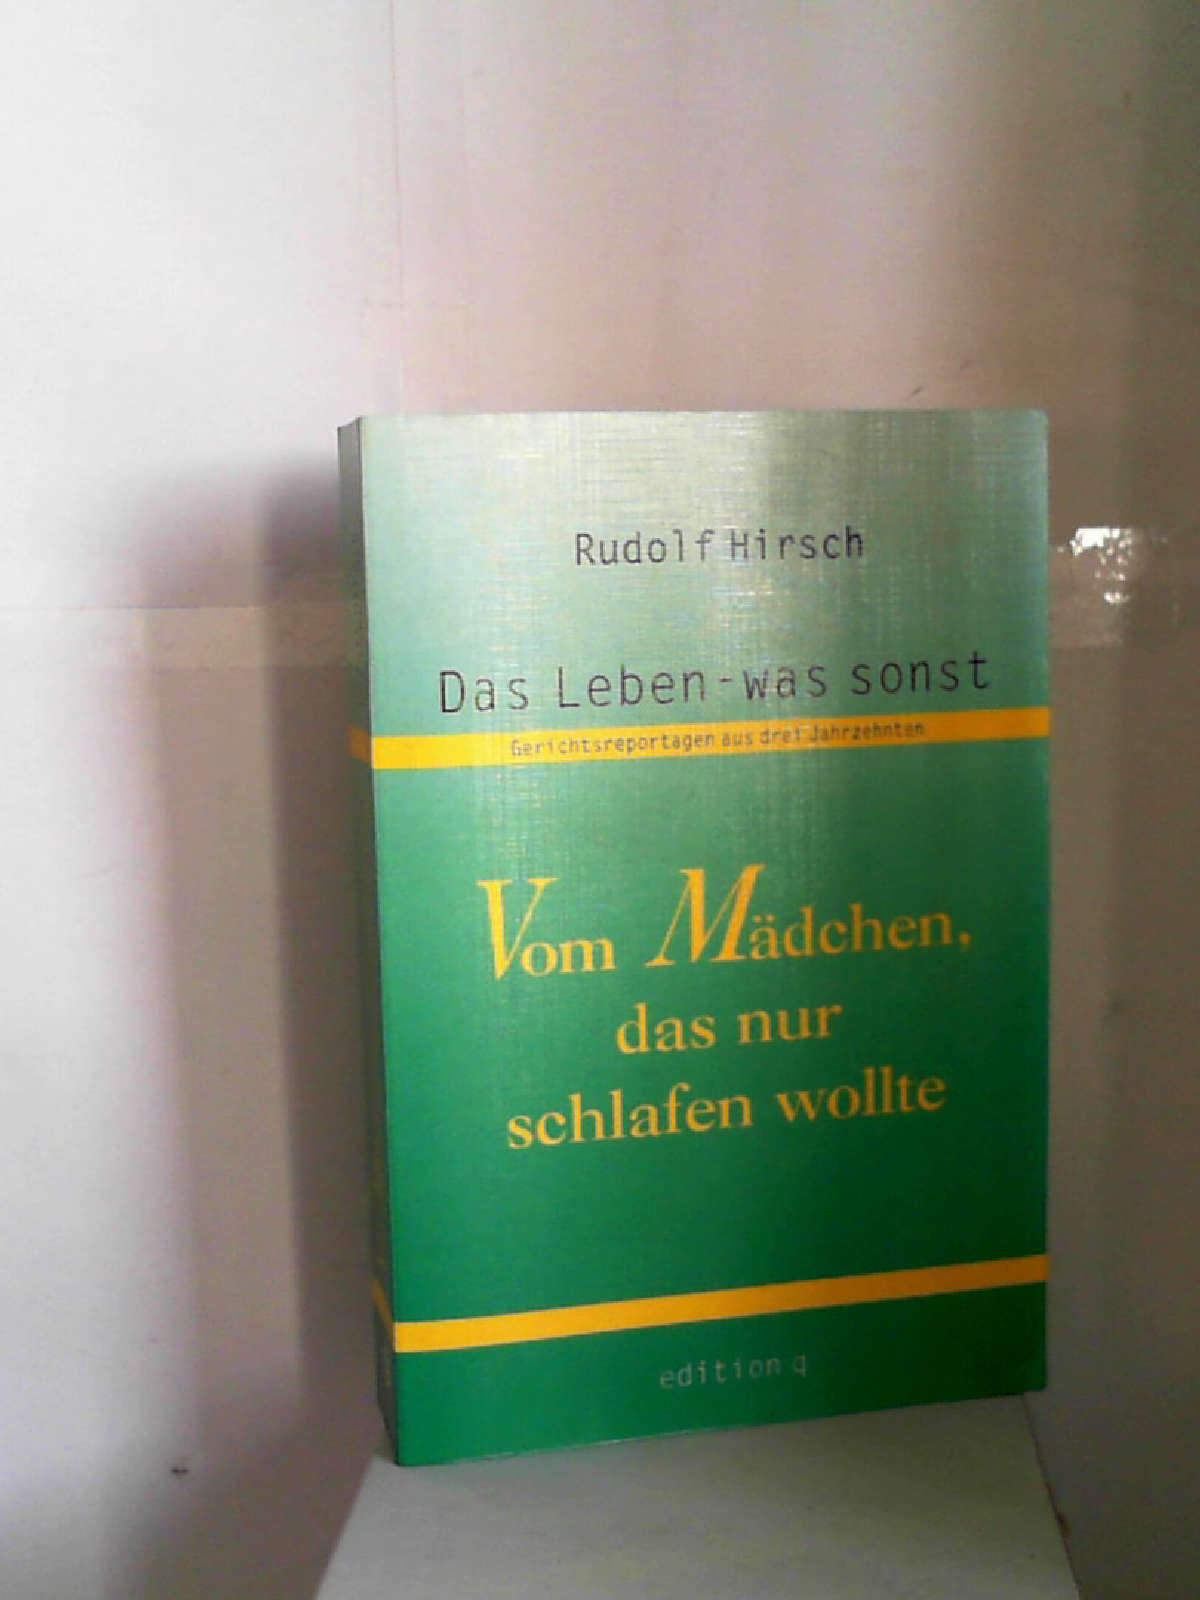 Rudolf Hirsch
Das Leben - was sonst
Gerichtsreportagen aus drei Jahrzehnten
Vom Mädchen,
das nur
schlafen wollte
edition q